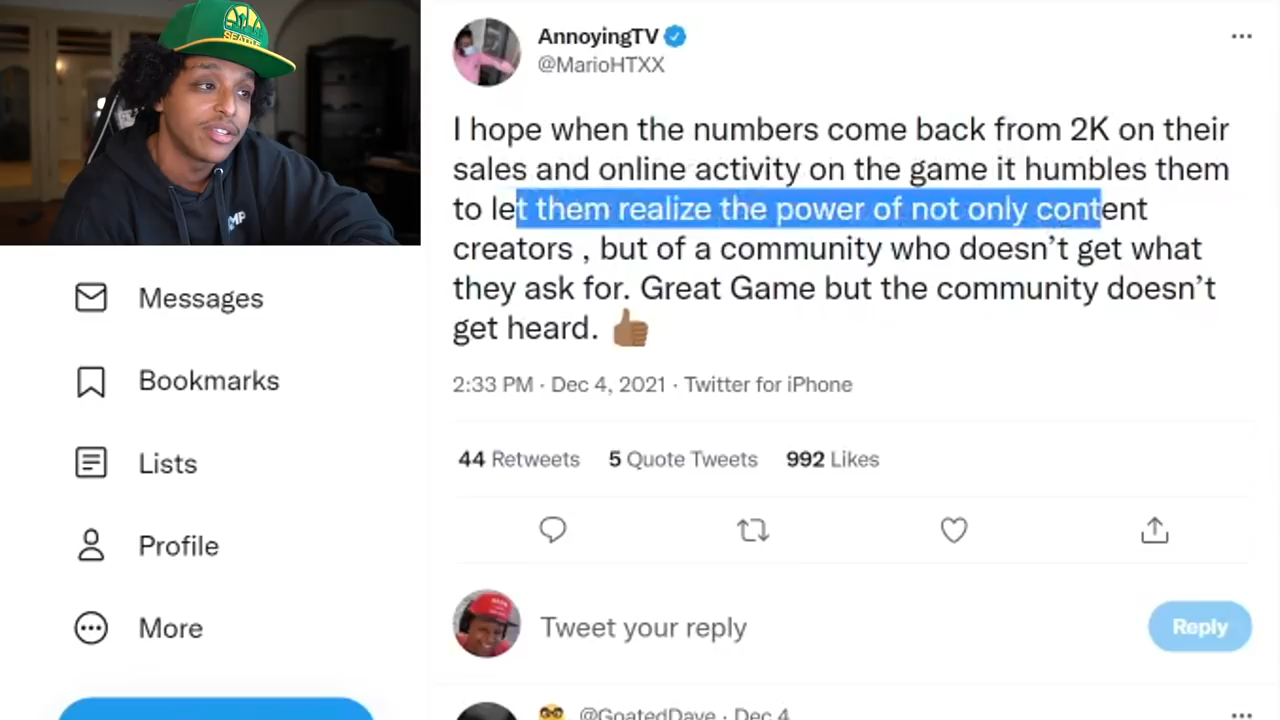 SEATTLE
AnnoyingTV
@MarioHTXX
I hope when the numbers come back from 2K on their
sales and online activity on the game it humbles them
to let them realize the power of not only content
creators , but of a community who doesn’t get what
they ask for. Great Game but the community doesn’t
get heard. 👍🏾
2:33 PM · Dec 4, 2021 · Twitter for iPhone
44 Retweets 5 Quote Tweets 992 Likes
Tweet your reply
Reply
@GoatedDave · Dec 4
Messages
Bookmarks
Lists
Profile
More